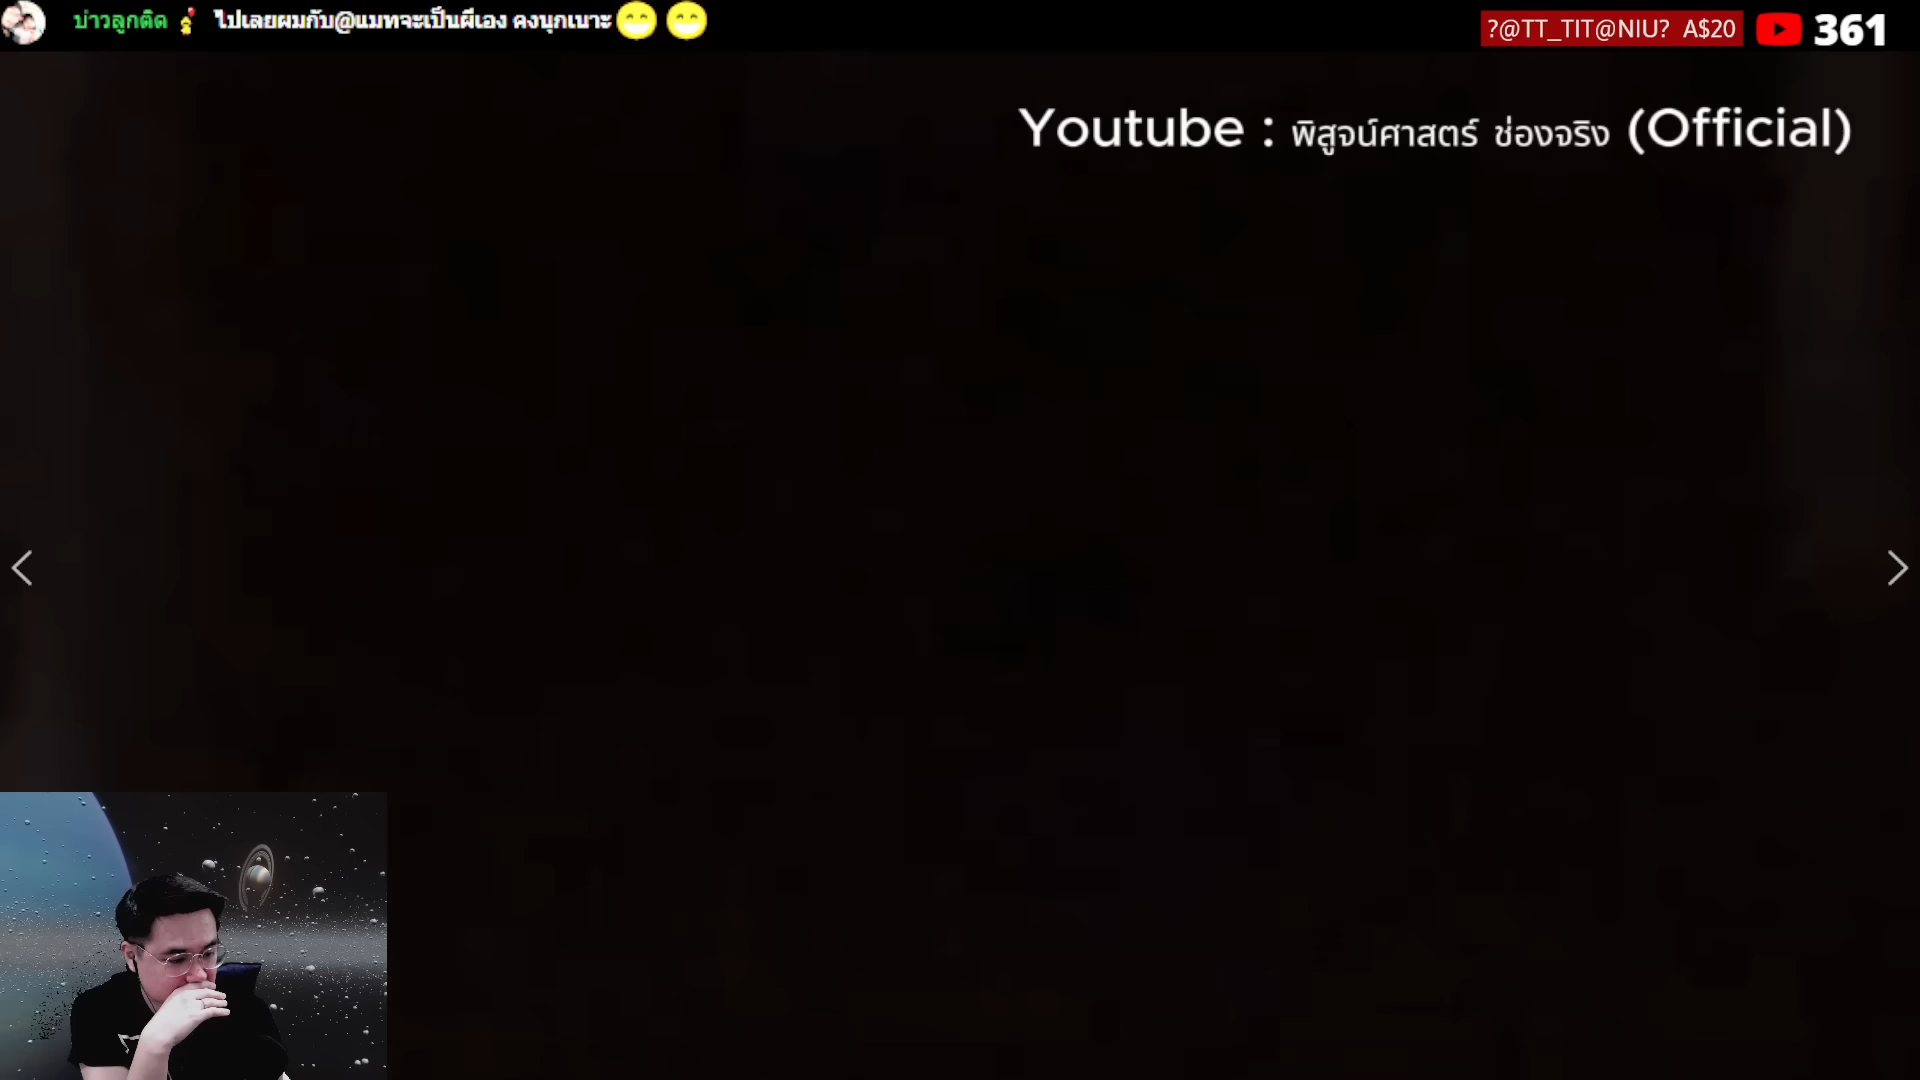 บ่าวลูกติด ไปเลยผมกับ@แมทจะเป็นผีเอง คงนุกเนาะ
?@TT_TIT@NIU? A$20
361
Youtube : พิสูจน์ศาสตร์ ช่องจริง (Official)